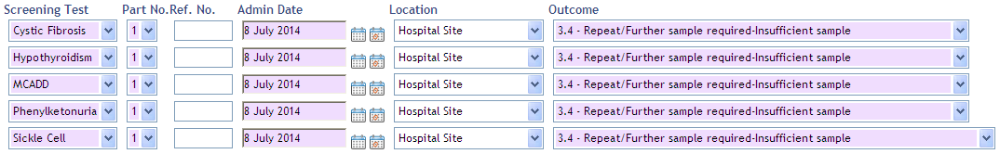 Screening Test Part No. Ref. No. Admin Date Location Outcome
Cystic Fibrosis 1 8 July 2014 Hospital Site 3.4 - Repeat/Further sample required-Insufficient sample
Hypothyroidism 1 8 July 2014 Hospital Site 3.4 - Repeat/Further sample required-Insufficient sample
MCADD 1 8 July 2014 Hospital Site 3.4 - Repeat/Further sample required-Insufficient sample
Phenylketonuria 1 8 July 2014 Hospital Site 3.4 - Repeat/Further sample required-Insufficient sample
Sickle Cell 1 8 July 2014 Hospital Site 3.4 - Repeat/Further sample required-Insufficient sample